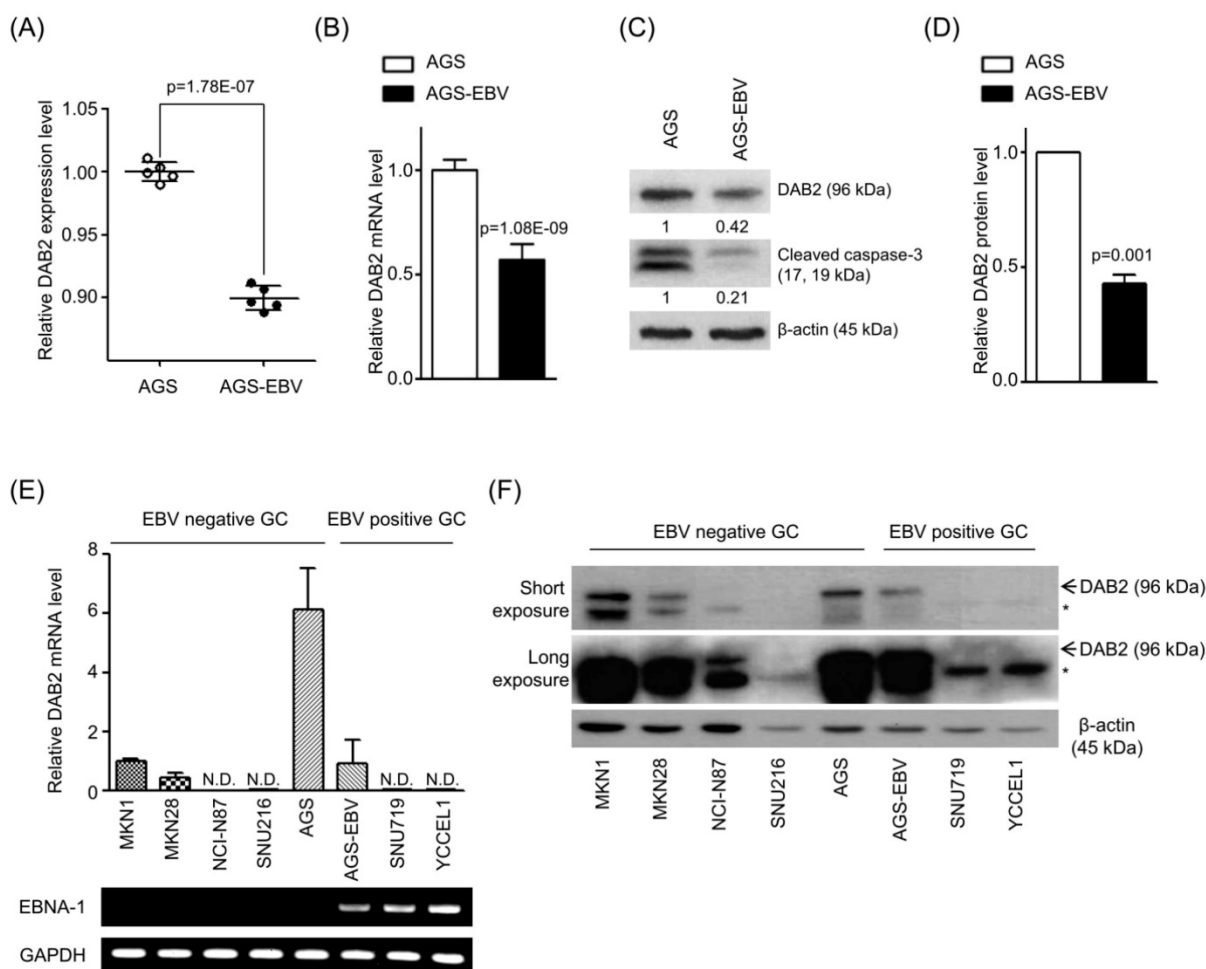 (A)
p=1.78E-07
Relative DAB2 expression level
1.05
1.00
0.95
0.90
AGS
AGS-EBV
(B)
AGS
AGS-EBV
Relative DAB2 mRNA level
1.0
0.5
0.0
p=1.08E-09
(C)
AGS
AGS-EBV
DAB2 (96 kDa)
1 0.42
Cleaved caspase-3
(17, 19 kDa)
1 0.21
β-actin (45 kDa)
(D)
AGS
AGS-EBV
Relative DAB2 protein level
1.0
0.5
0.0
p=0.001
(E)
EBV negative GC
EBV positive GC
Relative DAB2 mRNA level
8
6
4
2
0
N.D.
N.D.
N.D.
N.D.
MKN1
MKN28
NCI-N87
SNU216
AGS
AGS-EBV
SNU719
YCCEL1
EBNA-1
GAPDH
(F)
EBV negative GC
EBV positive GC
Short
exposure
DAB2 (96 kDa)
*
Long
exposure
DAB2 (96 kDa)
*
β-actin
(45 kDa)
MKN1
MKN28
NCI-N87
SNU216
AGS
AGS-EBV
SNU719
YCCEL1